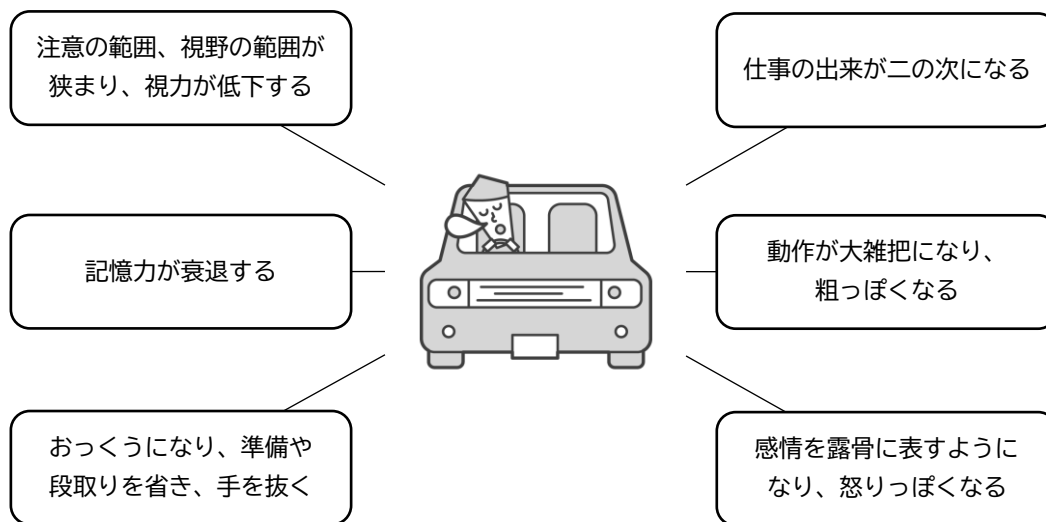 注意の範囲、視野の範囲が
狭まり、視力が低下する
記憶力が衰退する
おっくうになり、準備や
段取りを省き、手を抜く
仕事の出来が二の次になる
動作が大雑把になり、
粗っぽくなる
感情を露骨に表すように
なり、怒りっぽくなる